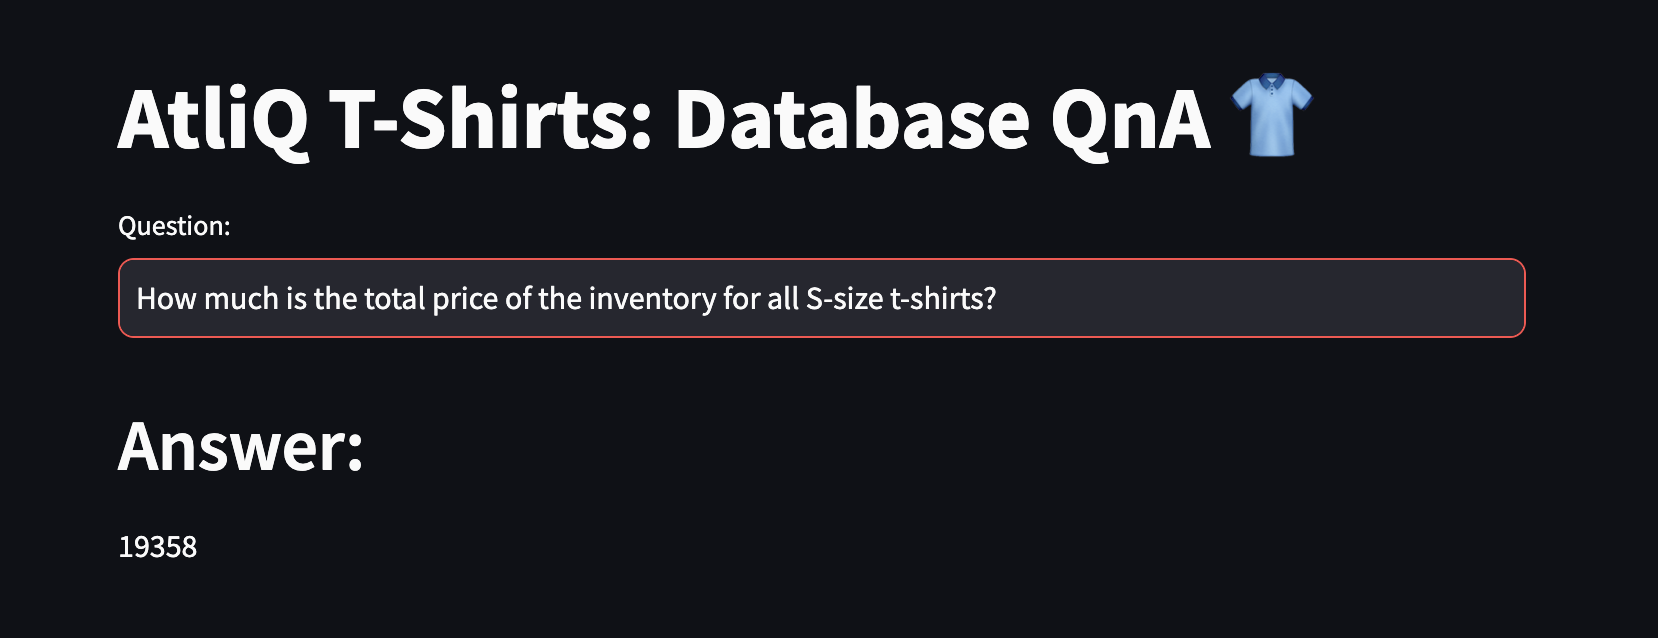 AtliQ T-Shirts: Database QnA 👕
Question:
How much is the total price of the inventory for all S-size t-shirts?
Answer:
19358